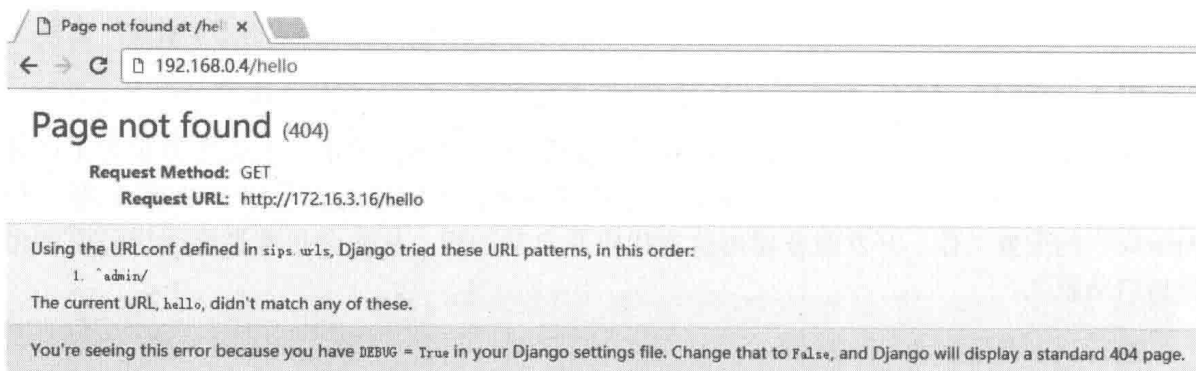 Page not found at /hel
192.168.0.4/hello
Page not found (404)
Request Method: GET
Request URL: http://172.16.3.16/hello
Using the URLconf defined in sips.urls, Django tried these URL patterns, in this order:
1. ^admin/
The current URL, hello, didn't match any of these.
You're seeing this error because you have DEBUG = True in your Django settings file. Change that to False, and Django will display a standard 404 page.